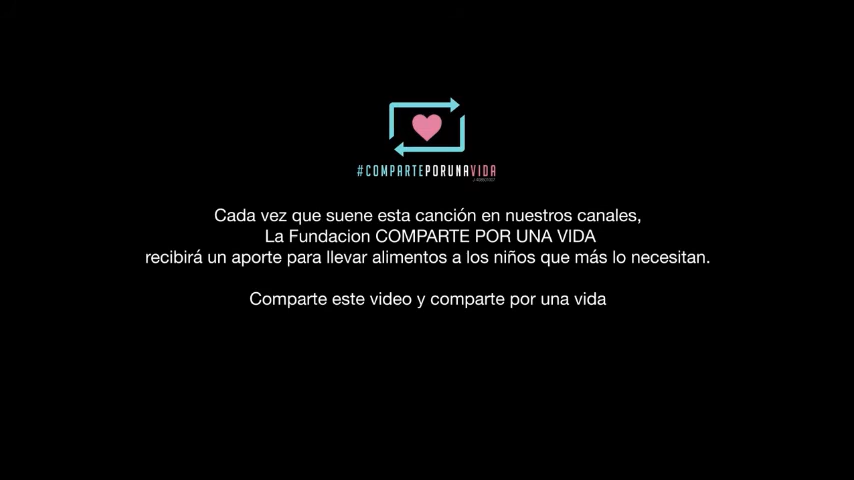 #COMPARTEPORUNAVIDA
Cada vez que suene esta canción en nuestros canales,
La Fundacion COMPARTE POR UNA VIDA
recibirá un aporte para llevar alimentos a los niños que más lo necesitan.
Comparte este video y comparte por una vida